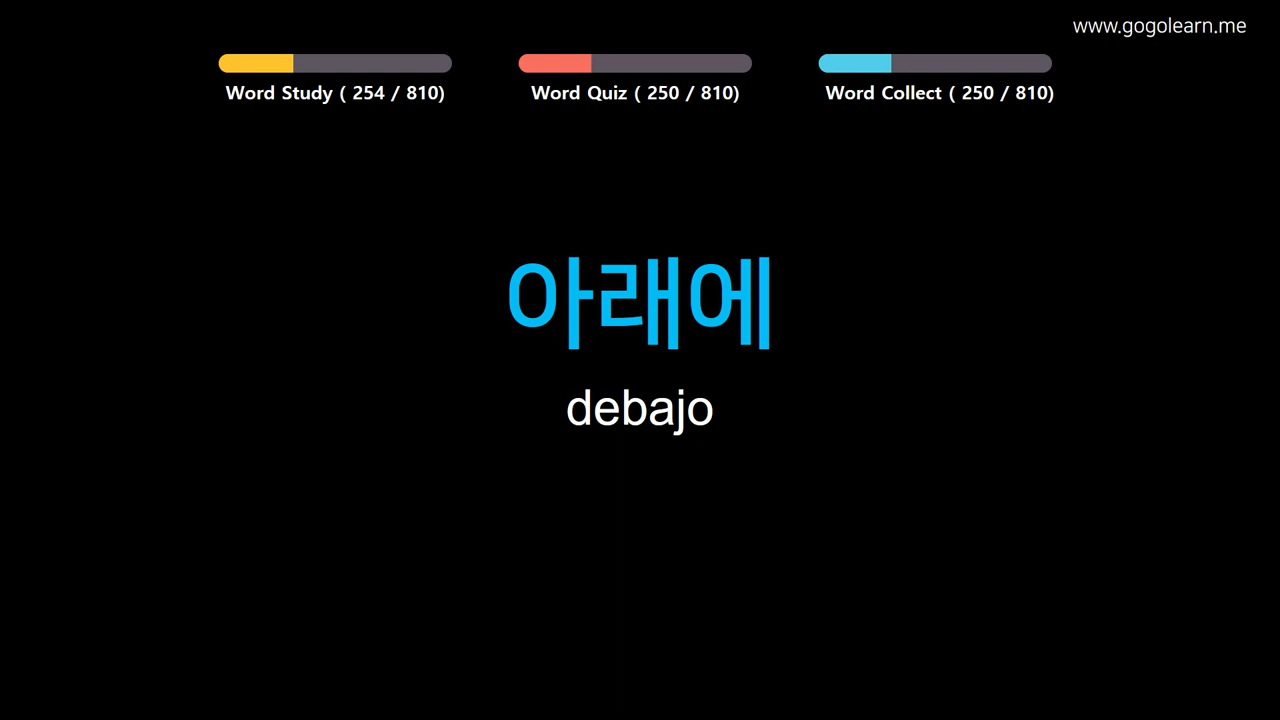 www.gogolearn.me
Word Study ( 254 / 810)
Word Quiz ( 250 / 810)
Word Collect ( 250 / 810)
아래에
debajo